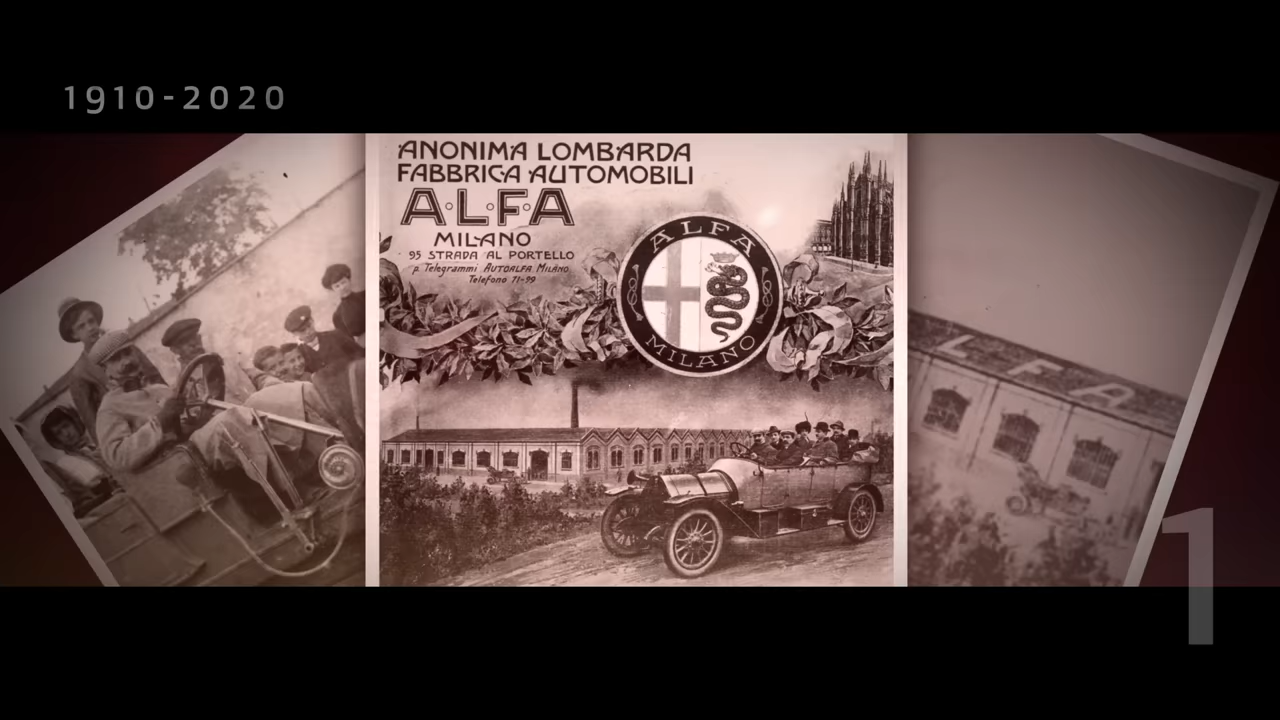 1910-2020
ANONIMA LOMBARDA
FABBRICA AUTOMOBILI
A·L·F·A
MILANO
95 STRADA AL PORTELLO
p. Telegrammi AUTOALFA MILANO
Telefono 71-99
ALFA
MILANO
LFA
1